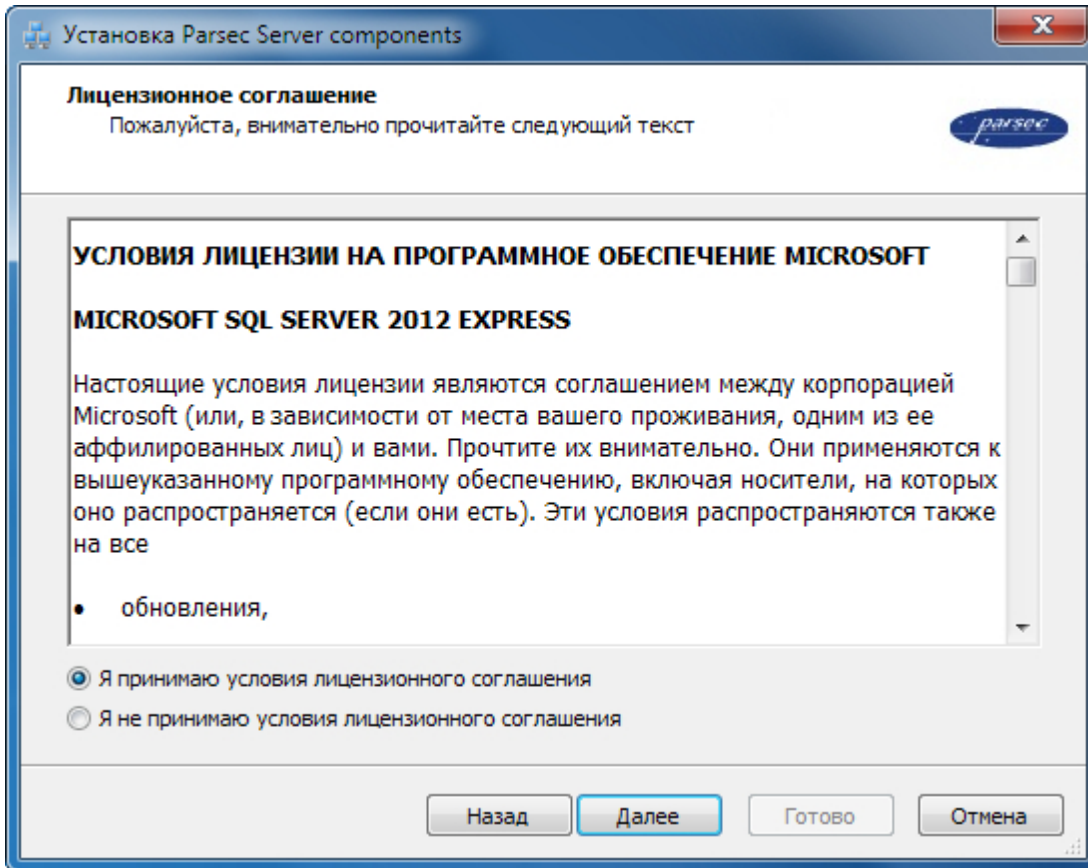 Установка Parsec Server components
Лицензионное соглашение
Пожалуйста, внимательно прочитайте следующий текст
parsec
УСЛОВИЯ ЛИЦЕНЗИИ НА ПРОГРАММНОЕ ОБЕСПЕЧЕНИЕ MICROSOFT
MICROSOFT SQL SERVER 2012 EXPRESS
Настоящие условия лицензии являются соглашением между корпорацией
Microsoft (или, в зависимости от места вашего проживания, одним из ее
аффилированных лиц) и вами. Прочтите их внимательно. Они применяются к
вышеуказанному программному обеспечению, включая носители, на которых
оно распространяется (если они есть). Эти условия распространяются также
на все
• обновления,
Я принимаю условия лицензионного соглашения
Я не принимаю условия лицензионного соглашения
Назад
Далее
Готово
Отмена